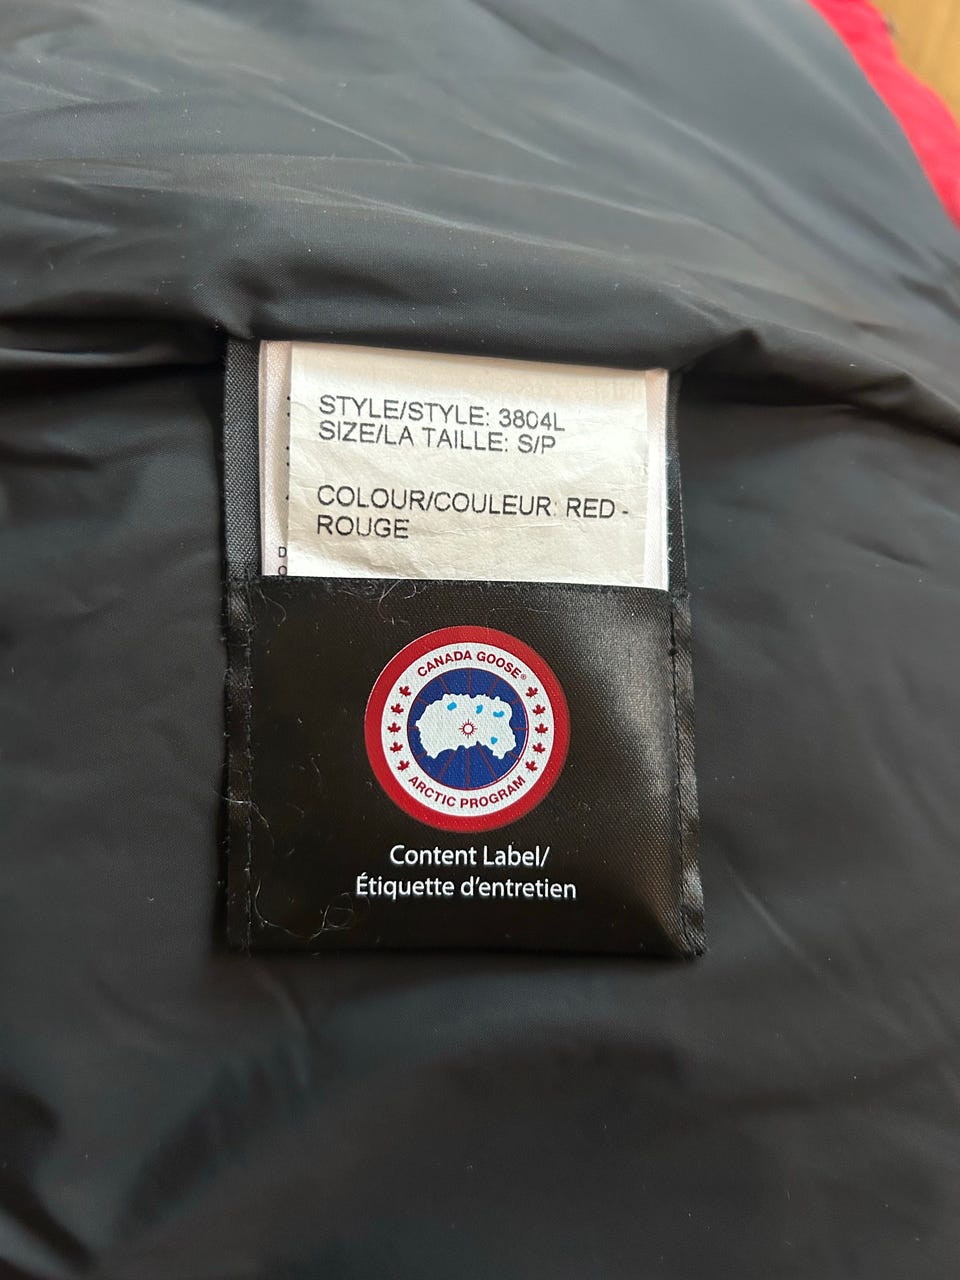 STYLE/STYLE: 3804L
SIZE/LA TAILLE: S/P
COLOUR/COULEUR: RED -
ROUGE
D
O
CANADA GOOSE®
ARCTIC PROGRAM
Content Label/
Étiquette d'entretien